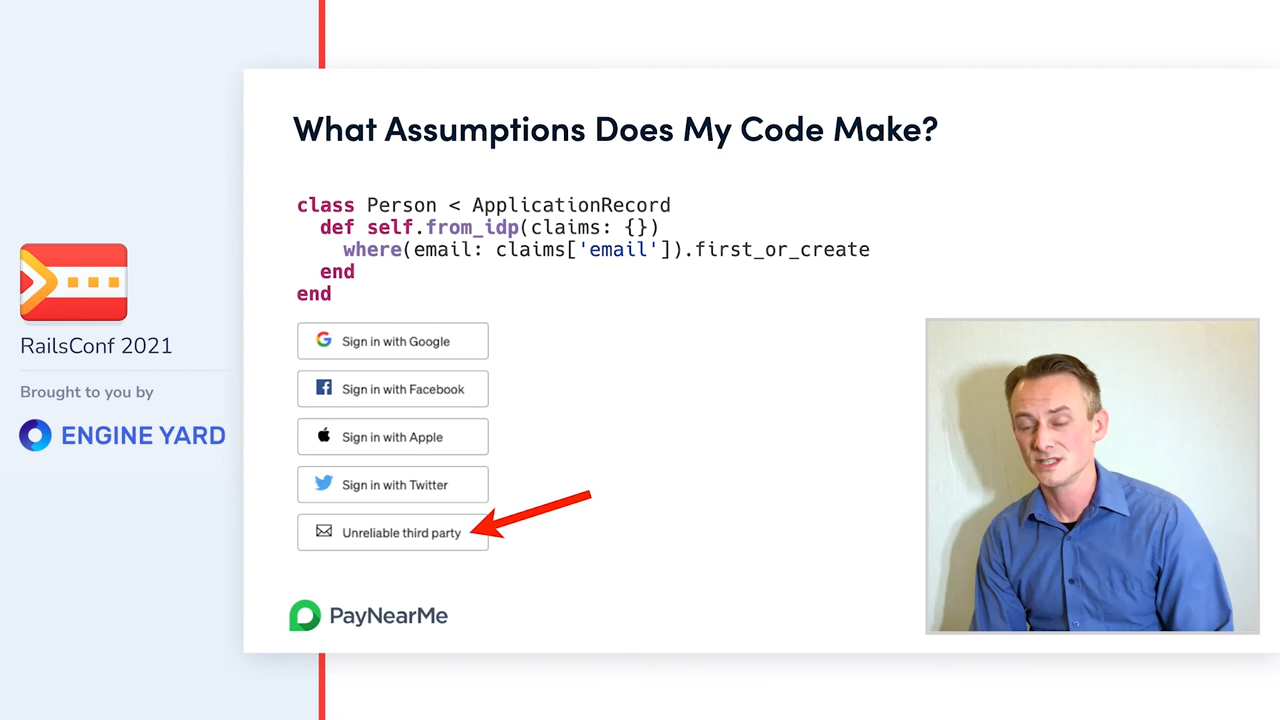 What Assumptions Does My Code Make?
class Person < ApplicationRecord
  def self.from_idp(claims: {})
    where(email: claims['email']).first_or_create
  end
end
Sign in with Google
Sign in with Facebook
Sign in with Apple
Sign in with Twitter
Unreliable third party
PayNearMe
RailsConf 2021
Brought to you by
ENGINE YARD